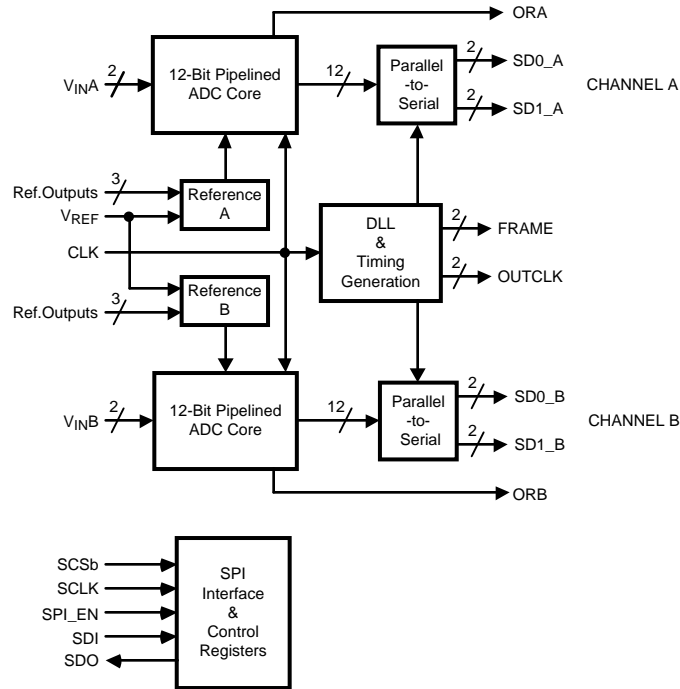 ORA
2
V_INA
12-Bit Pipelined
ADC Core
12
Parallel
-to-
Serial
2
SD0_A
2
SD1_A
CHANNEL A
3
Ref.Outputs
V_REF
Reference
A
CLK
DLL
&
Timing
Generation
2
FRAME
2
OUTCLK
Reference
B
3
Ref.Outputs
2
V_INB
12-Bit Pipelined
ADC Core
12
Parallel
-to-
Serial
2
SD0_B
2
SD1_B
CHANNEL B
ORB
SCSb
SCLK
SPI_EN
SDI
SDO
SPI
Interface
&
Control
Registers